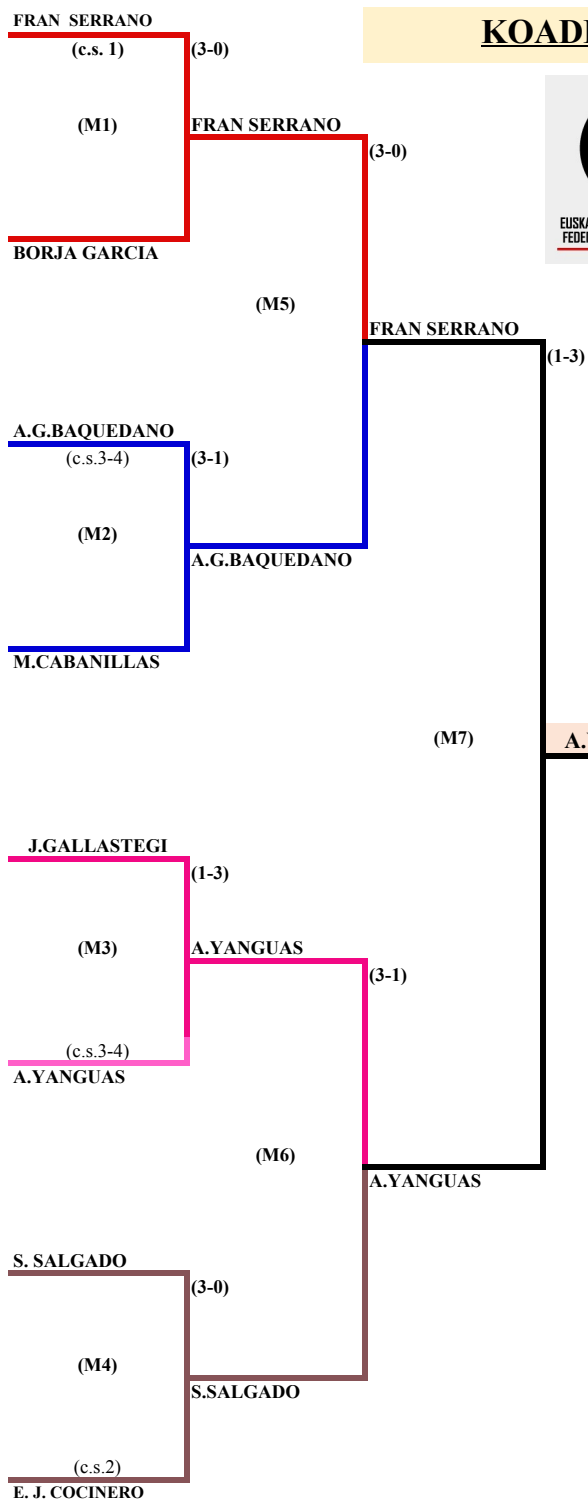 FRAN SERRANO
(c.s. 1)
(3-0)
(M1)
FRAN SERRANO
(3-0)
BORJA GARCIA
(M5)
FRAN SERRANO
(1-3)
A.G.BAQUEDANO
(c.s.3-4)
(3-1)
(M2)
A.G.BAQUEDANO
M.CABANILLAS
(M7)
J.GALLASTEGI
(1-3)
(M3)
A.YANGUAS
(3-1)
(c.s.3-4)
A.YANGUAS
(M6)
A.YANGUAS
S. SALGADO
(3-0)
(M4)
S.SALGADO
(c.s.2)
E. J. COCINERO